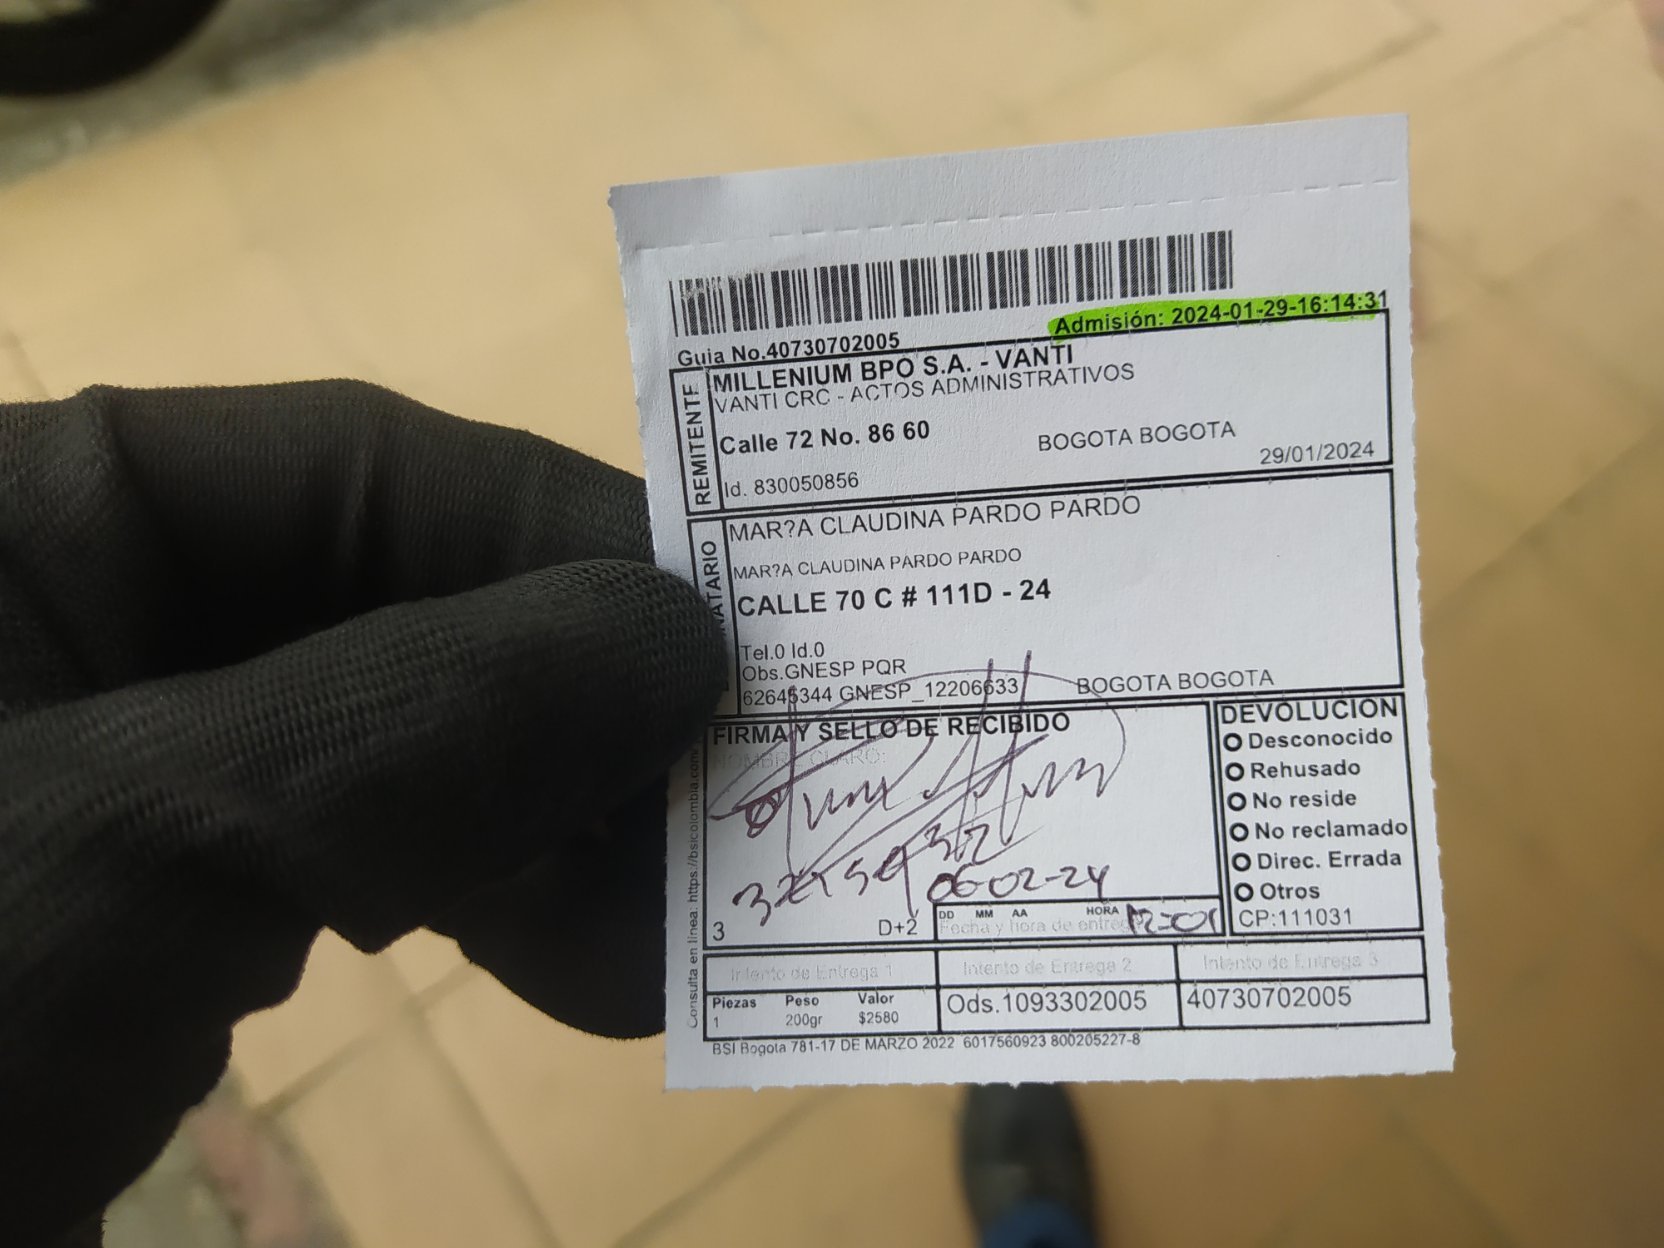 Admisión: 2024-01-29-16:14:31
Guia No.40730702005
REMITENTE
MILLENIUM BPO S.A. - VANTI
VANTI CRC - ACTOS ADMINISTRATIVOS
Calle 72 No. 86 60
BOGOTA BOGOTA
29/01/2024
Id. 830050856
MAR?A CLAUDINA PARDO PARDO
MAR?A CLAUDINA PARDO PARDO
CALLE 70 C # 111D - 24
Tel.0 Id.0
Obs.GNESP PQR
62645344 GNESP_12206633
BOGOTA BOGOTA
FIRMA Y SELLO DE RECIBIDO
NOMBRE CLARO:
06-02-24
3
D+2
DD MM AA HORA
Fecha y hora de entrega
DEVOLUCION
Desconocido
Rehusado
No reside
No reclamado
Direc. Errada
Otros
CP:111031
Consulta en linea: https://bsicolombia.com
Intento de Entrega 1
Intento de Entrega 2
Intento de Entrega 3
Piezas Peso Valor
1 200gr $2580
Ods.1093302005
40730702005
BSI Bogota 781-17 DE MARZO 2022 6017560923 800205227-8